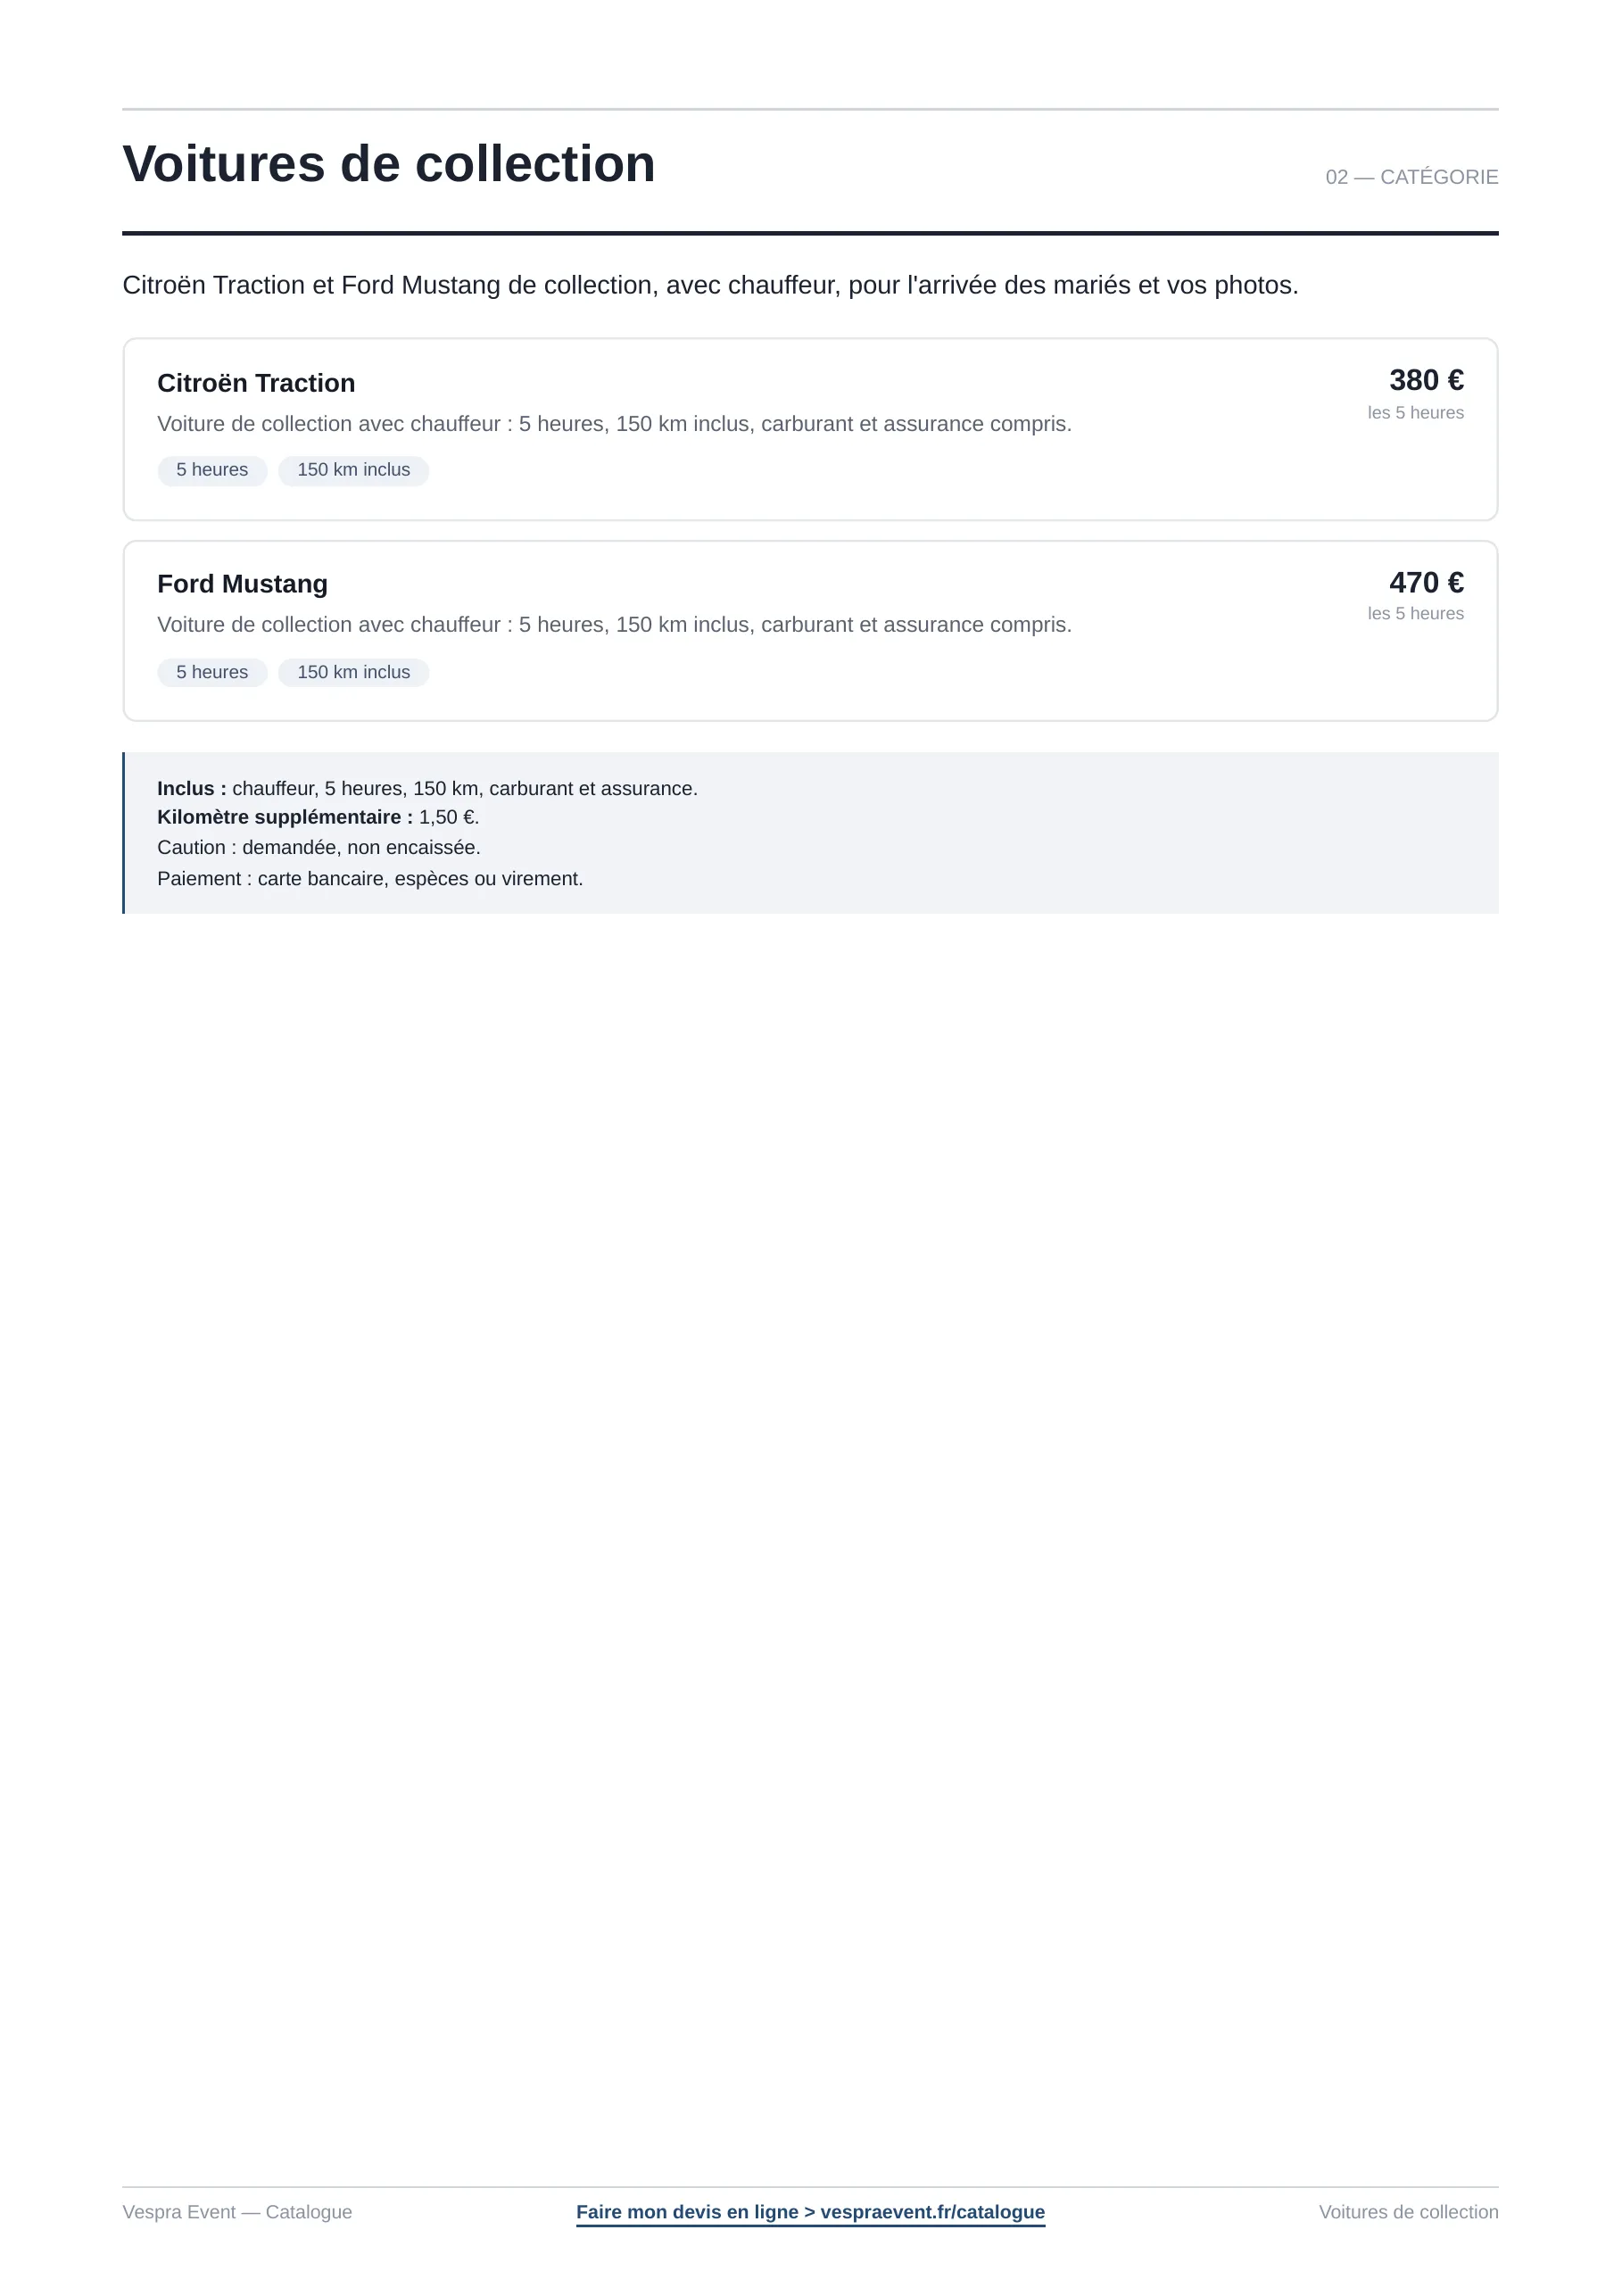 Voitures de collection
02 — CATÉGORIE
Citroën Traction et Ford Mustang de collection, avec chauffeur, pour l'arrivée des mariés et vos photos.
Citroën Traction
380 €
Voiture de collection avec chauffeur : 5 heures, 150 km inclus, carburant et assurance compris.
les 5 heures
5 heures
150 km inclus
Ford Mustang
470 €
Voiture de collection avec chauffeur : 5 heures, 150 km inclus, carburant et assurance compris.
les 5 heures
5 heures
150 km inclus
Inclus : chauffeur, 5 heures, 150 km, carburant et assurance.
Kilomètre supplémentaire : 1,50 €.
Caution : demandée, non encaissée.
Paiement : carte bancaire, espèces ou virement.
Vespra Event — Catalogue
Faire mon devis en ligne > vespraevent.fr/catalogue
Voitures de collection